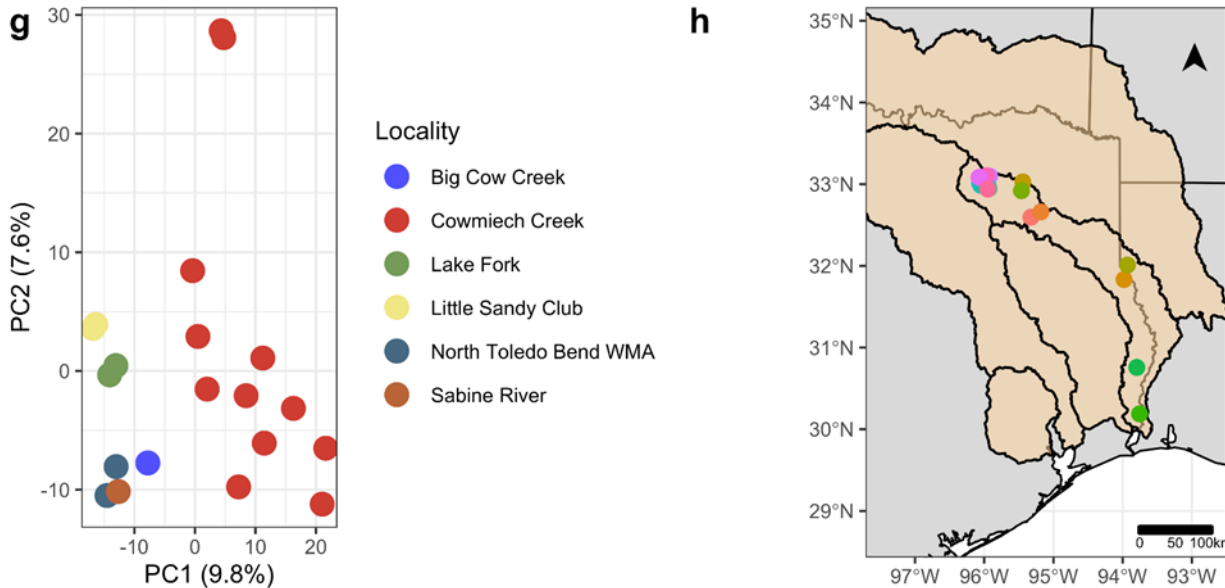 g
30
20
10
0
-10
PC2 (7.6%)
-10
0
10
20
PC1 (9.8%)
Locality
Big Cow Creek
Cowmiech Creek
Lake Fork
Little Sandy Club
North Toledo Bend WMA
Sabine River
h
35°N
34°N
33°N
32°N
31°N
30°N
29°N
0 50 100km
97°W 96°W 95°W 94°W 93°W